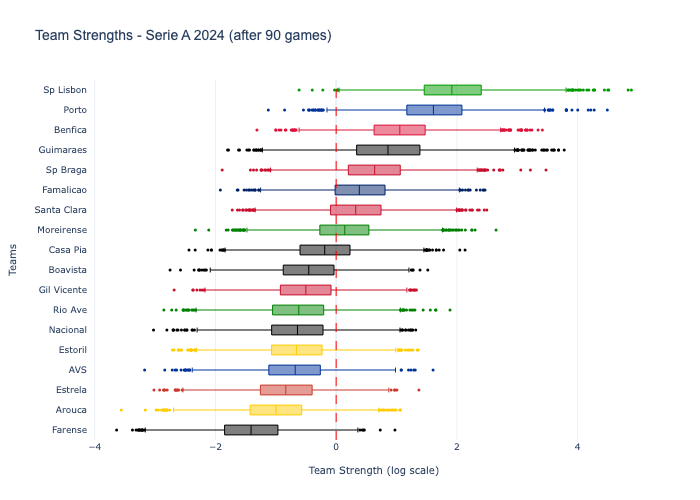 Team Strengths - Serie A 2024 (after 90 games)
Sp Lisbon
Porto
Benfica
Guimaraes
Sp Braga
Famalicao
Santa Clara
Moreirense
Casa Pia
Boavista
Gil Vicente
Rio Ave
Nacional
Estoril
AVS
Estrela
Arouca
Farense
Teams
−4 −2 0 2 4
Team Strength (log scale)